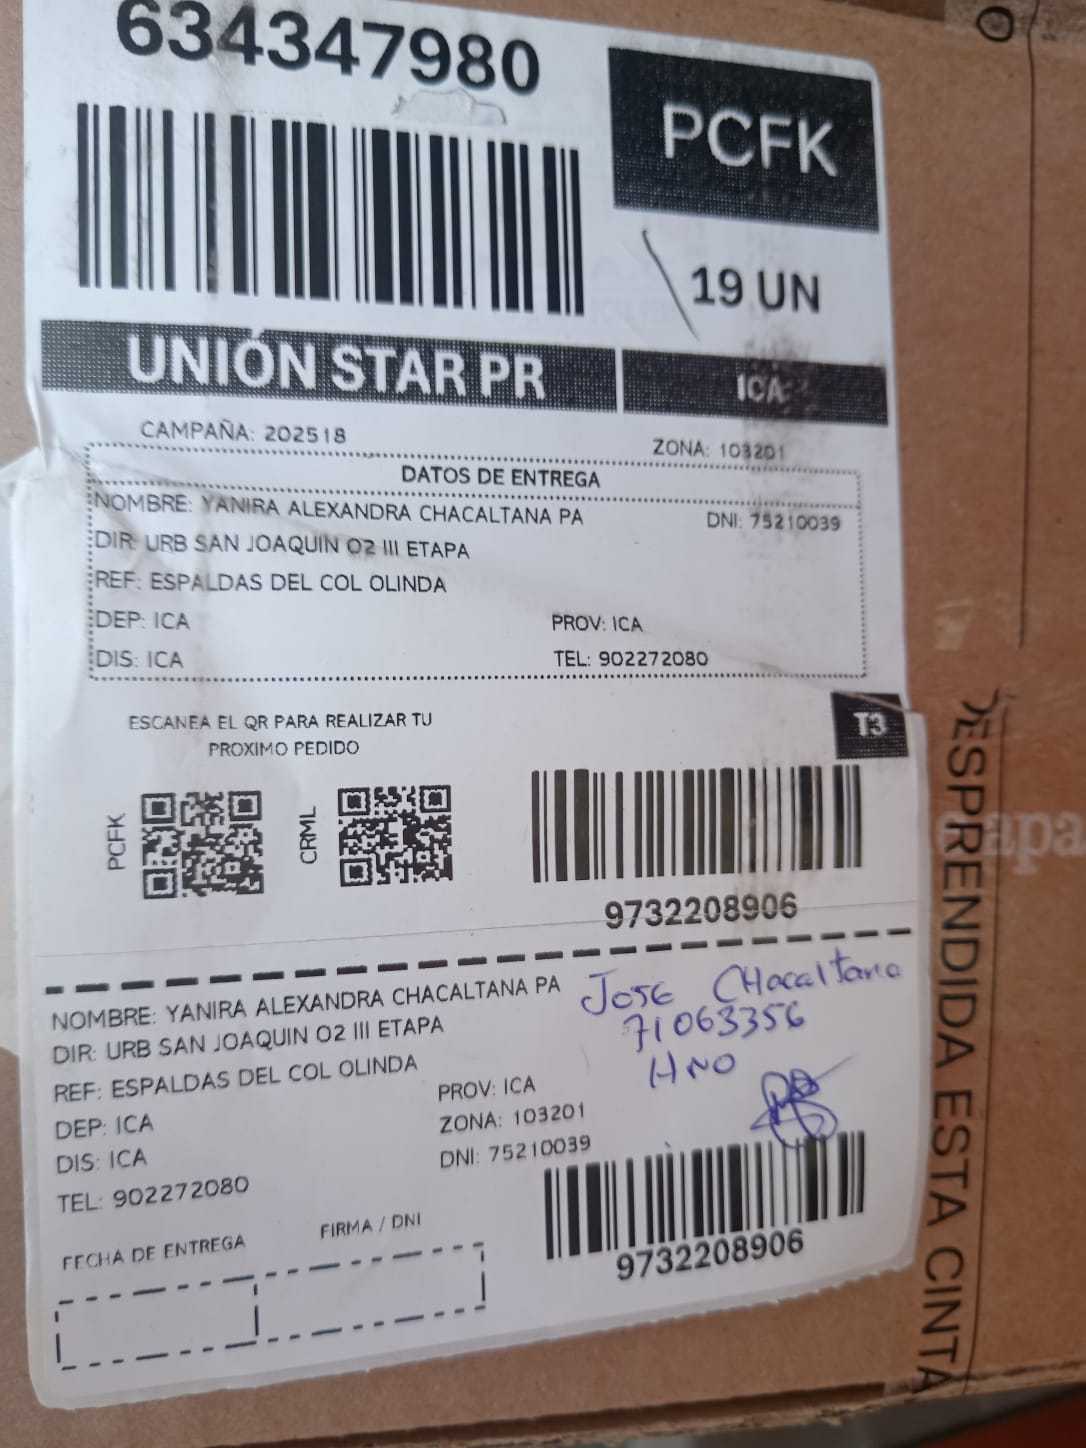 634347980
PCFK
19 UN
UNIÓN STAR PR
ICA
CAMPAÑA: 202518
ZONA: 103201
DATOS DE ENTREGA
NOMBRE: YANIRA ALEXANDRA CHACALTANA PA
DNI: 75210039
DIR: URB SAN JOAQUIN O2 III ETAPA
REF: ESPALDAS DEL COL OLINDA
DEP: ICA
PROV: ICA
DIS: ICA
TEL: 902272080
ESCANEA EL QR PARA REALIZAR TU
PROXIMO PEDIDO
T3
PCFK
CRML
9732208906
NOMBRE: YANIRA ALEXANDRA CHACALTANA PA
DIR: URB SAN JOAQUIN O2 III ETAPA
REF: ESPALDAS DEL COL OLINDA
DEP: ICA
PROV: ICA
DIS: ICA
ZONA: 103201
TEL: 902272080
DNI: 75210039
Jose CHacaltana
71063356
HNO
FECHA DE ENTREGA
FIRMA / DNI
9732208906
DESPRENDIDA ESTA CINTA